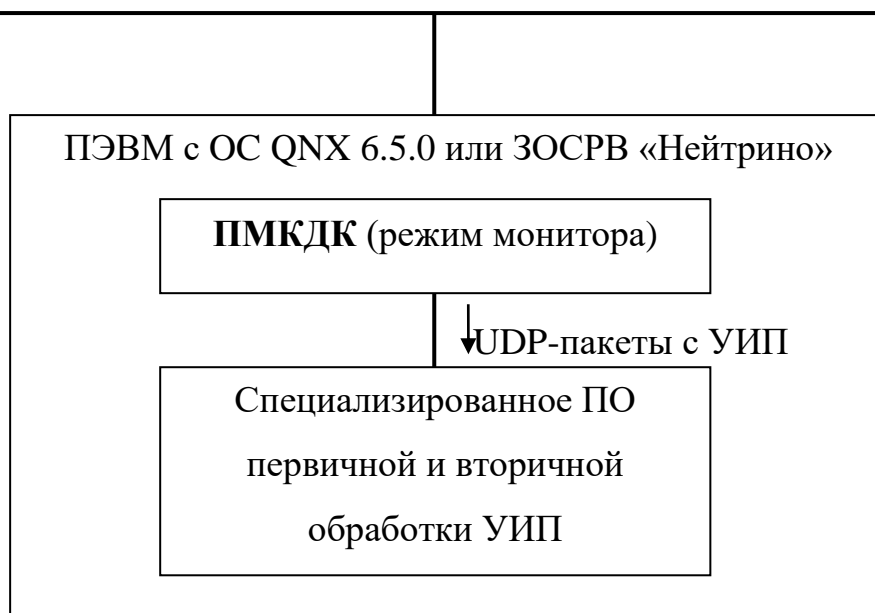 ПЭВМ с ОС QNX 6.5.0 или ЗОСРВ «Нейтрино»
ПМКДК (режим монитора)
UDP-пакеты с УИП
Специализированное ПО
первичной и вторичной
обработки УИП